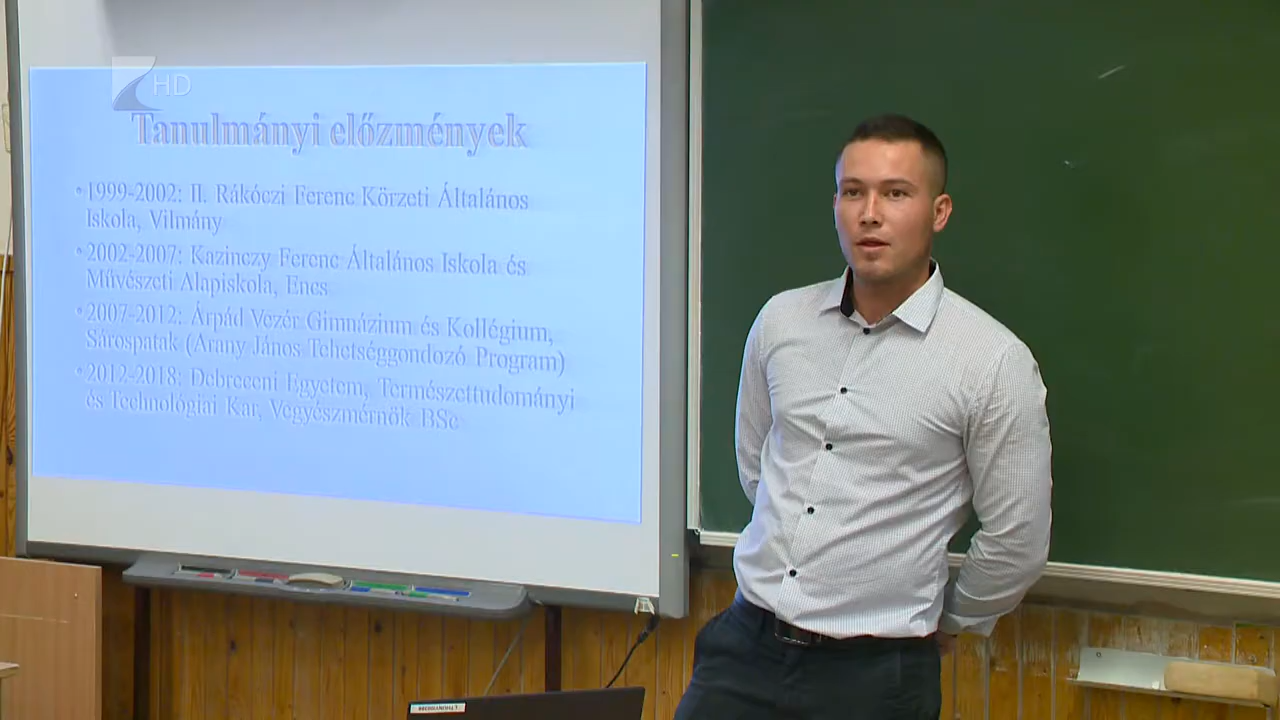 HD
Tanulmányi előzmények
• 1999-2002: II. Rákóczi Ferenc Körzeti Általános
Iskola, Vilmány
• 2002-2007: Kazinczy Ferenc Általános Iskola és
Művészeti Alapiskola, Encs
• 2007-2012: Árpád Vezér Gimnázium és Kollégium,
Sárospatak (Arany János Tehetséggondozó Program)
• 2012-2018: Debreceni Egyetem, Természettudományi
és Technológiai Kar, Vegyészmérnök BSc